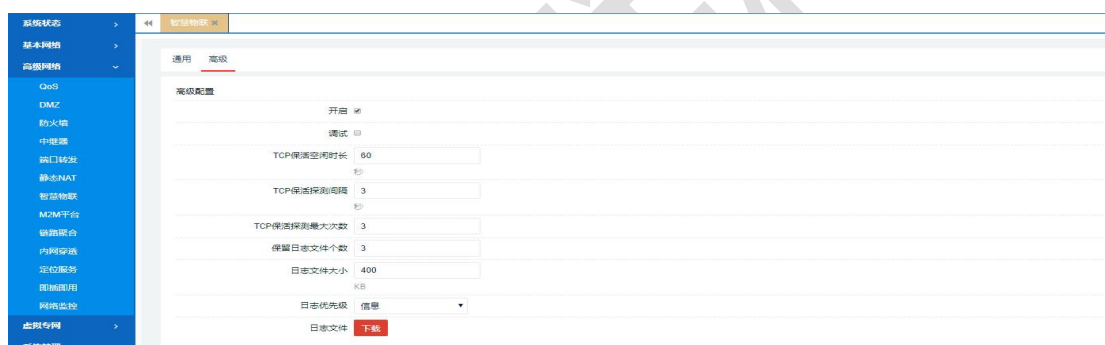 系统状态
基本网络
高级网络
QoS
DMZ
防火墙
中继器
端口转发
静态NAT
智慧物联
M2M平台
链路聚合
内网穿透
定位服务
即插即用
网络监控
虚拟专网
智慧物联
通用 高级
高级配置
开启
调试
TCP保活空闲时长 60
秒
TCP保活探测间隔 3
秒
TCP保活探测最大次数 3
保留日志文件个数 3
日志文件大小 400
KB
日志优先级 信息
日志文件 下载